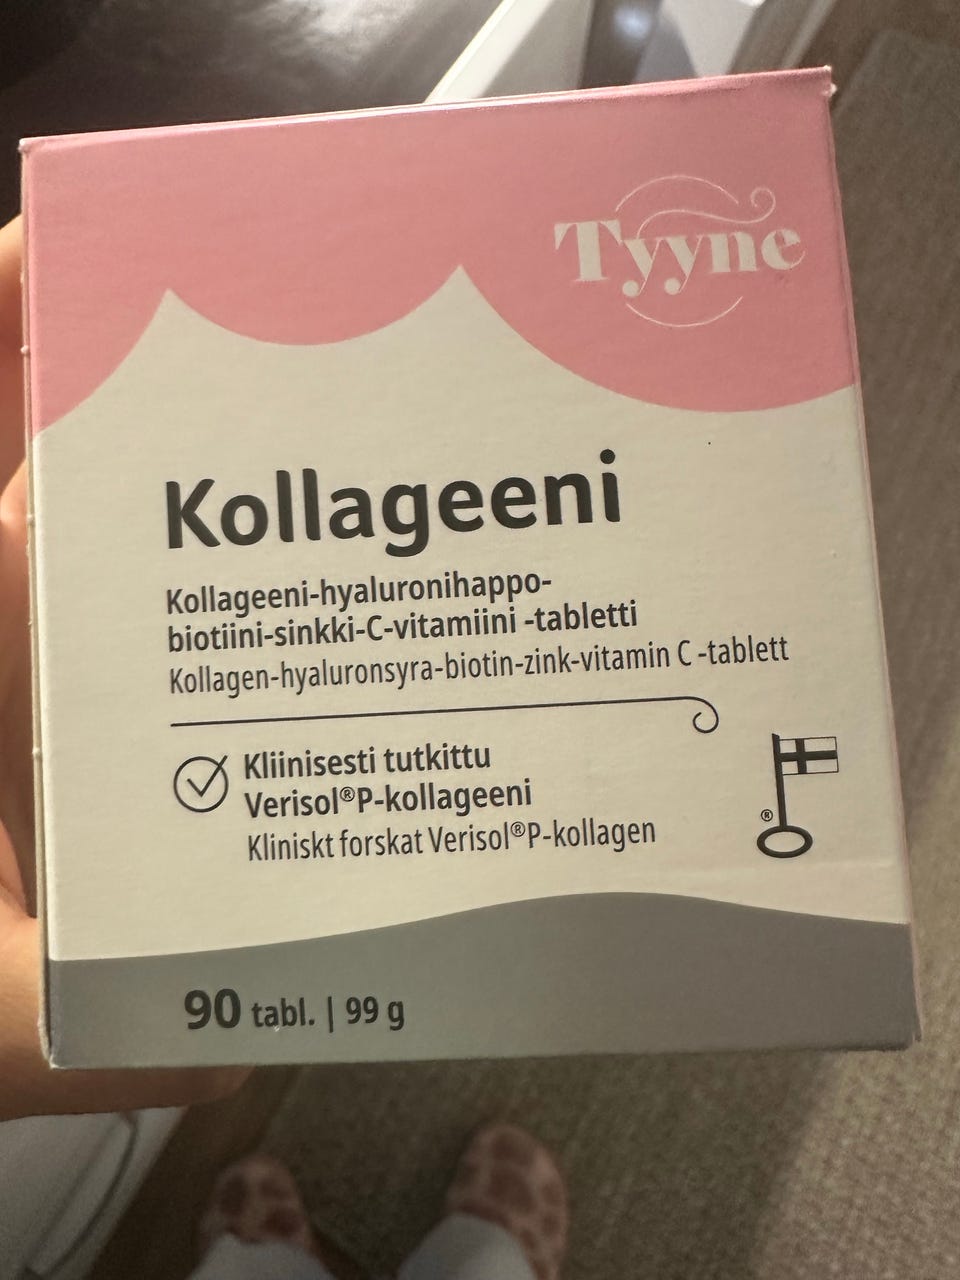 Tyyne
Kollageeni
Kollageeni-hyaluronihappo-
biotiini-sinkki-C-vitamiini -tabletti
Kollagen-hyaluronsyra-biotin-zink-vitamin C -tablett
Kliinisesti tutkittu
Verisol®P-kollageeni
Kliniskt forskat Verisol®P-kollagen
®
90 tabl. | 99 g